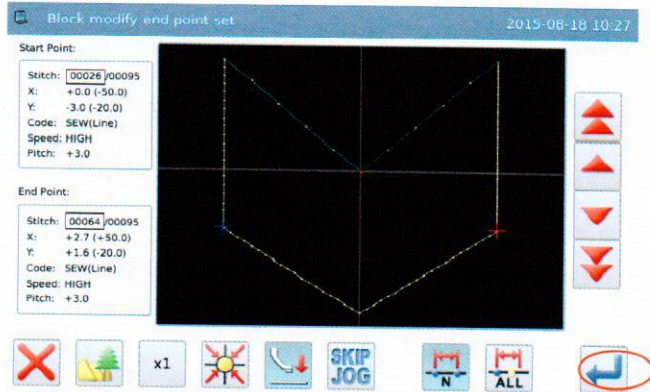 Block modify end point set
2015-08-18 10:27
Start Point:
Stitch: 00026/00095
X: +0.0 (-50.0)
Y: -3.0 (-20.0)
Code: SEW(Line)
Speed: HIGH
Pitch: +3.0
End Point:
Stitch: 00064/00095
X: +2.7 (+50.0)
Y: +1.6 (-20.0)
Code: SEW(Line)
Speed: HIGH
Pitch: +3.0
x1
SKIP
JOG
N
ALL